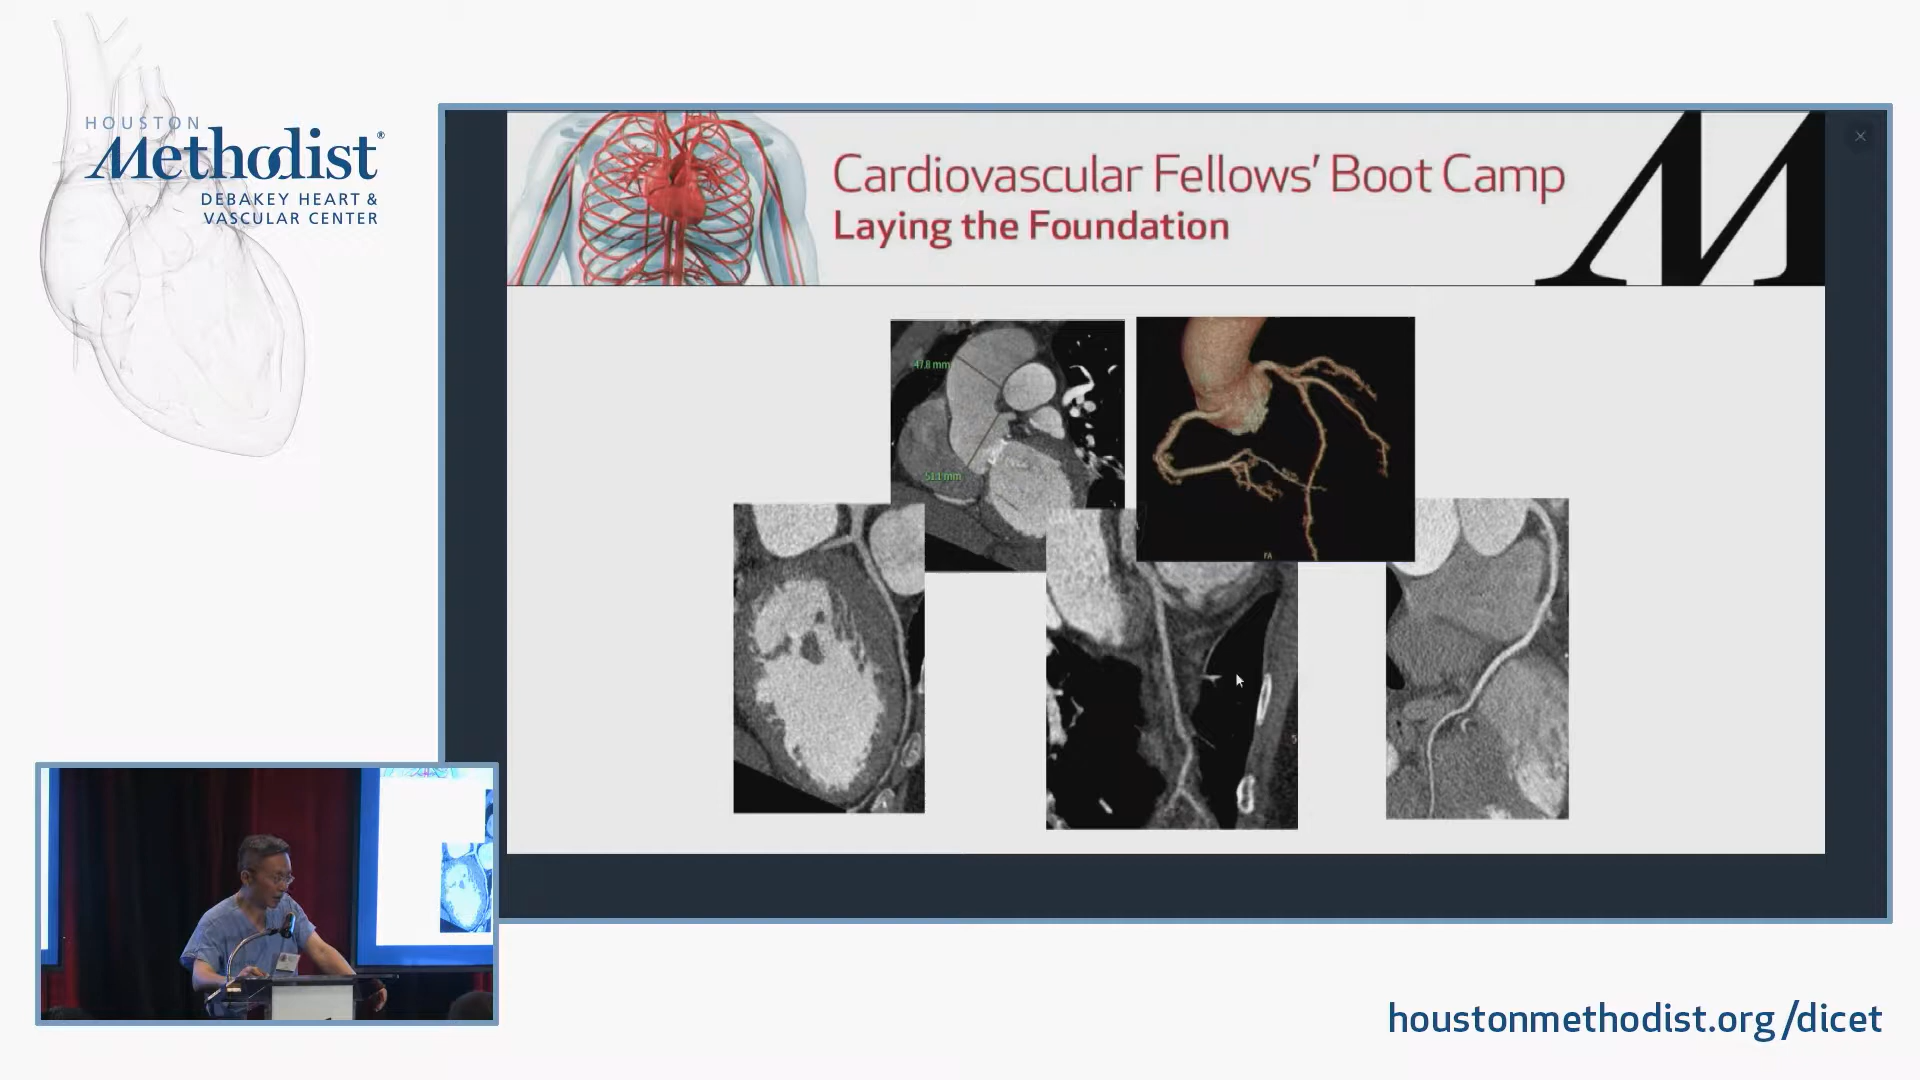 HOUSTON
Methodist®
DEBAKEY HEART &
VASCULAR CENTER
Cardiovascular Fellows’ Boot Camp
Laying the Foundation
M
47.8 mm
51.1 mm
houstonmethodist.org/dicet